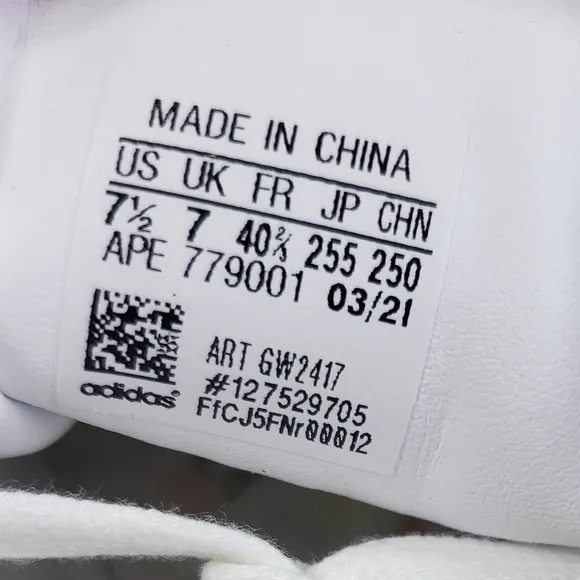 MADE IN CHINA
US UK FR JP CHN
7½ 7 40⅔ 255 250
APE 779001 03/21
ART GW2417
#127529705
adidas FfCJ5FNr00012